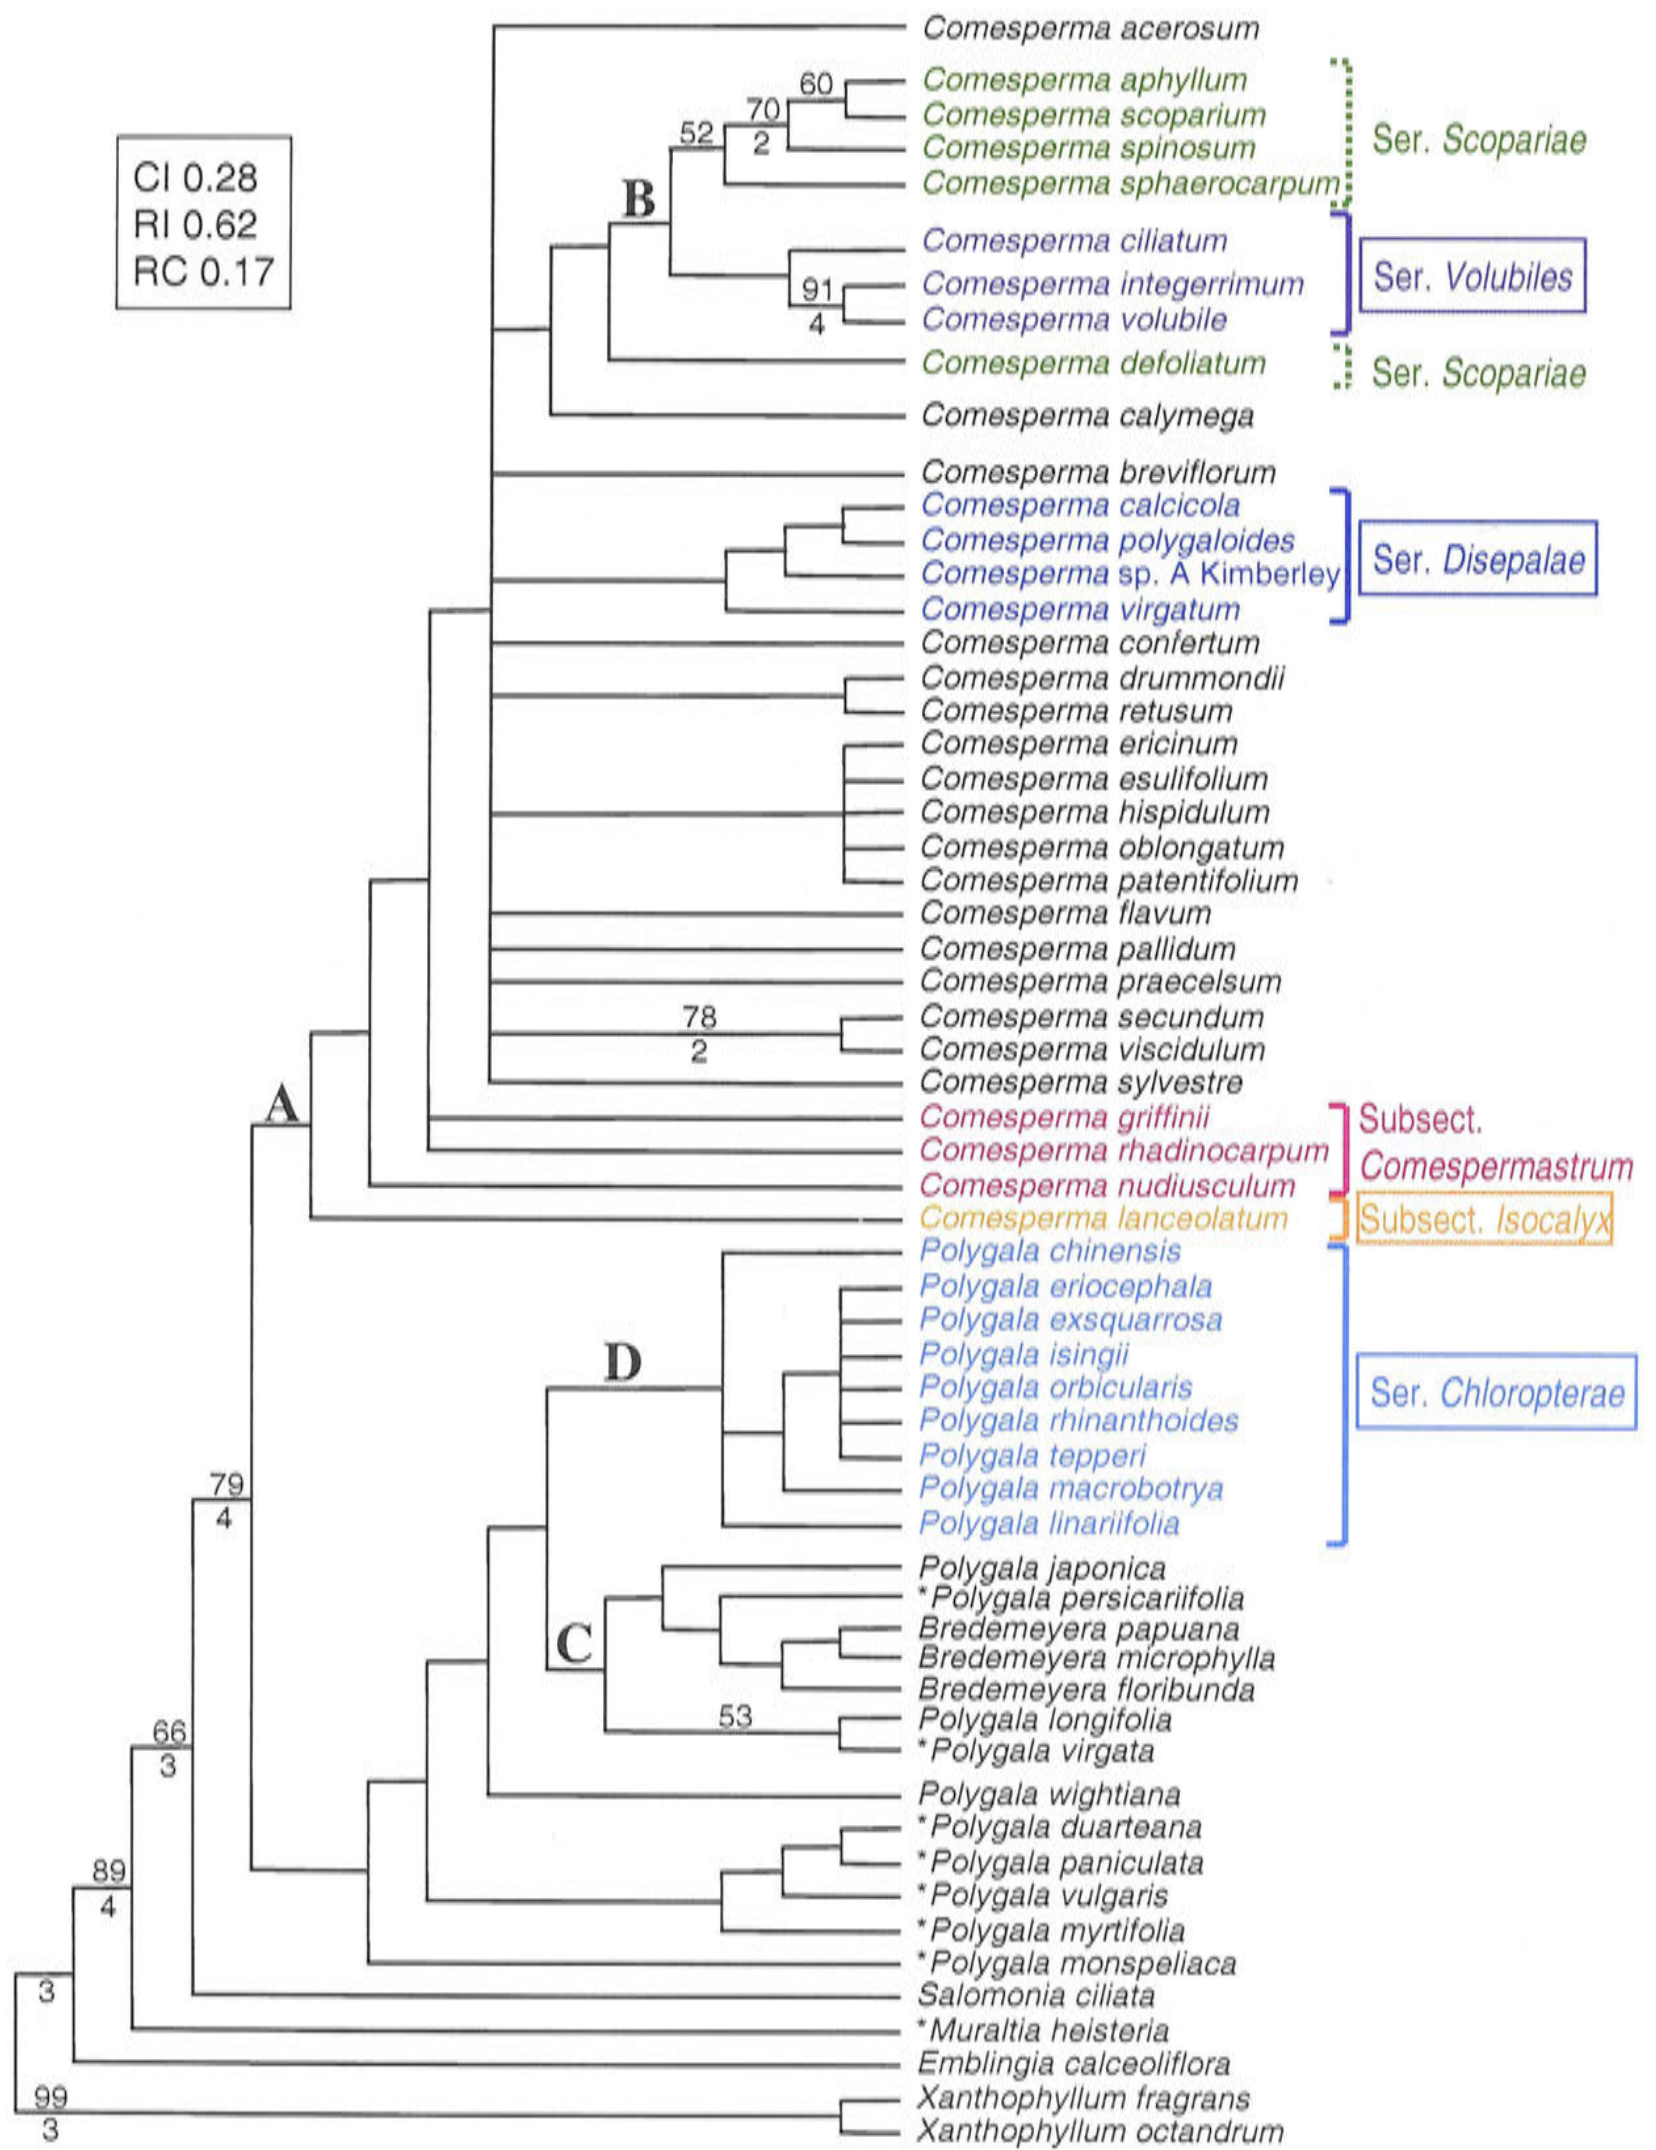 Comesperma acerosum
60
Comesperma aphyllum
70
Comesperma scoparium
52
2
Comesperma spinosum
Ser. Scopariae
CI 0.28
RI 0.62
RC 0.17
Comesperma sphaerocarpum
B
Comesperma ciliatum
91
Comesperma integerrimum
Ser. Volubiles
4
Comesperma volubile
Comesperma defoliatum
Ser. Scopariae
Comesperma calymega
Comesperma breviflorum
Comesperma calcicola
Comesperma polygaloides
Ser. Disepalae
Comesperma sp. A Kimberley
Comesperma virgatum
Comesperma confertum
Comesperma drummondii
Comesperma retusum
Comesperma ericinum
Comesperma esulifolium
Comesperma hispidulum
Comesperma oblongatum
Comesperma patentifolium
Comesperma flavum
Comesperma pallidum
Comesperma praecelsum
78
Comesperma secundum
2
Comesperma viscidulum
Comesperma sylvestre
A
Comesperma griffinii
Subsect.
Comespermastrum
Comesperma rhadinocarpum
Comesperma nudiusculum
Comesperma lanceolatum
Subsect. Isocalyx
Polygala chinensis
Polygala eriocephala
Polygala exsquarrosa
Polygala isingii
D
Polygala orbicularis
Ser. Chloropterae
Polygala rhinanthoides
Polygala tepperi
79
Polygala macrobotrya
4
Polygala linariifolia
Polygala japonica
*Polygala persicariifolia
Bredemeyera papuana
C
Bredemeyera microphylla
Bredemeyera floribunda
53
Polygala longifolia
66
3
*Polygala virgata
Polygala wightiana
*Polygala duarteana
*Polygala paniculata
89
4
*Polygala vulgaris
*Polygala myrtifolia
*Polygala monspeliaca
3
Salomonia ciliata
*Muraltia heisteria
Emblingia calceoliflora
99
3
Xanthophyllum fragrans
Xanthophyllum octandrum